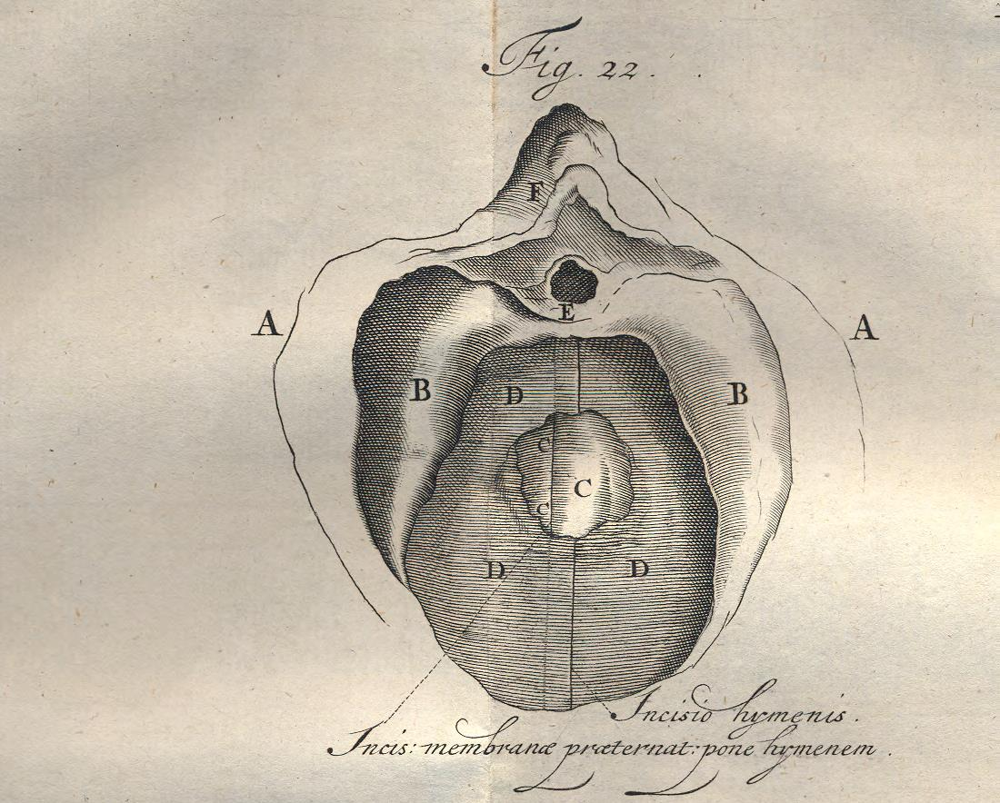 Fig. 22.
F
E
A A
B B
D
C
C
C
D D
Incisio hymenis.
Incis: membranæ præternat: pone hymenem.